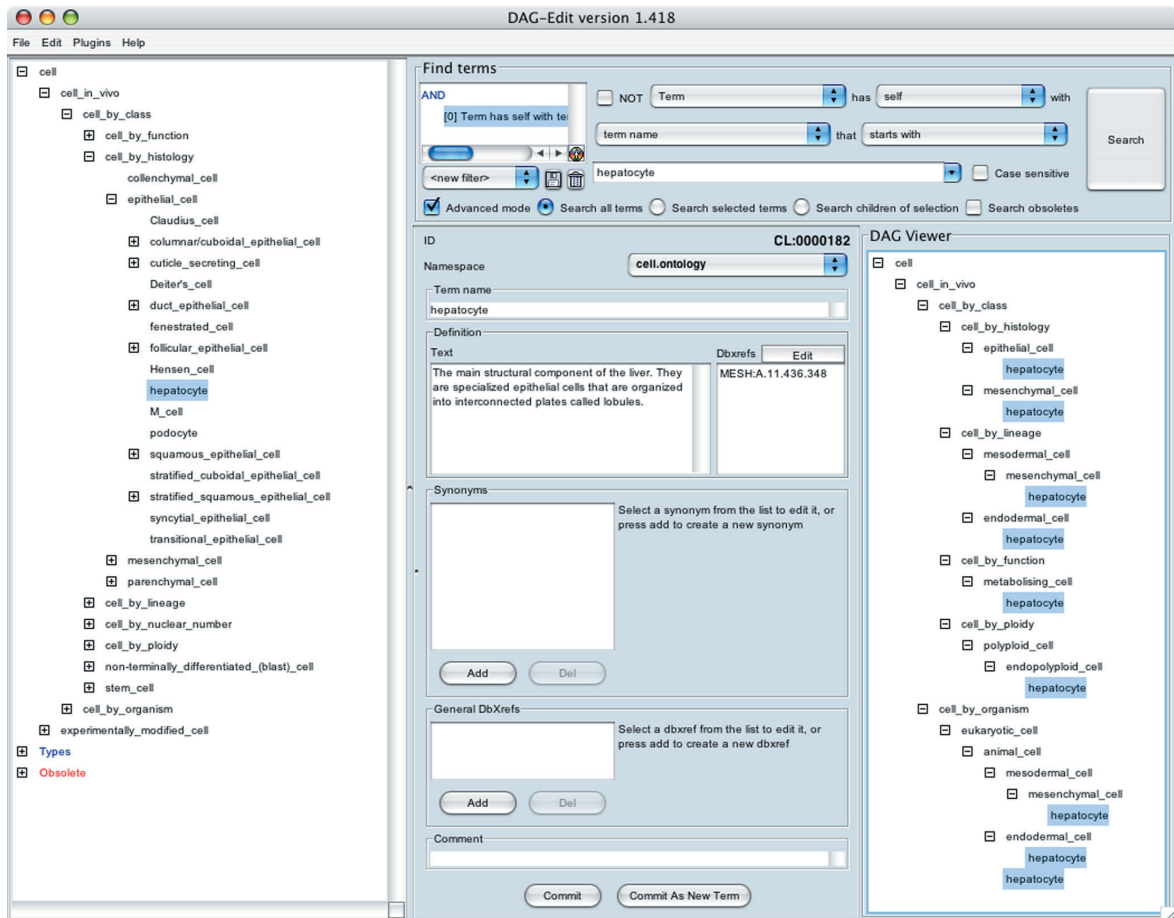 DAG-Edit version 1.418
File Edit Plugins Help
cell
cell_in_vivo
cell_by_class
cell_by_function
cell_by_histology
collenchymal_cell
epithelial_cell
Claudius_cell
columnar/cuboidal_epithelial_cell
cuticle_secreting_cell
Deiter's_cell
duct_epithelial_cell
fenestrated_cell
follicular_epithelial_cell
Hensen_cell
hepatocyte
M_cell
podocyte
squamous_epithelial_cell
stratified_cuboidal_epithelial_cell
stratified_squamous_epithelial_cell
syncytial_epithelial_cell
transitional_epithelial_cell
mesenchymal_cell
parenchymal_cell
cell_by_lineage
cell_by_nuclear_number
cell_by_ploidy
non-terminally_differentiated_(blast)_cell
stem_cell
cell_by_organism
experimentally_modified_cell
Types
Obsolete
Find terms
AND
[0] Term has self with te
<new filter>
NOT Term has self with
term name that starts with
hepatocyte
Case sensitive
Search
Advanced mode Search all terms Search selected terms Search children of selection Search obsoletes
ID CL:0000182
Namespace cell.ontology
Term name
hepatocyte
Definition
Text
The main structural component of the liver. They
are specialized epithelial cells that are organized
into interconnected plates called lobules.
Dbxrefs Edit
MESH:A.11.436.348
Synonyms
Select a synonym from the list to edit it, or
press add to create a new synonym
Add Del
General DbXrefs
Select a dbxref from the list to edit it, or
press add to create a new dbxref
Add Del
Comment
Commit Commit As New Term
DAG Viewer
cell
cell_in_vivo
cell_by_class
cell_by_histology
epithelial_cell
hepatocyte
mesenchymal_cell
hepatocyte
cell_by_lineage
mesodermal_cell
mesenchymal_cell
hepatocyte
endodermal_cell
hepatocyte
cell_by_function
metabolising_cell
hepatocyte
cell_by_ploidy
polyploid_cell
endopolyploid_cell
hepatocyte
cell_by_organism
eukaryotic_cell
animal_cell
mesodermal_cell
mesenchymal_cell
hepatocyte
endodermal_cell
hepatocyte
hepatocyte